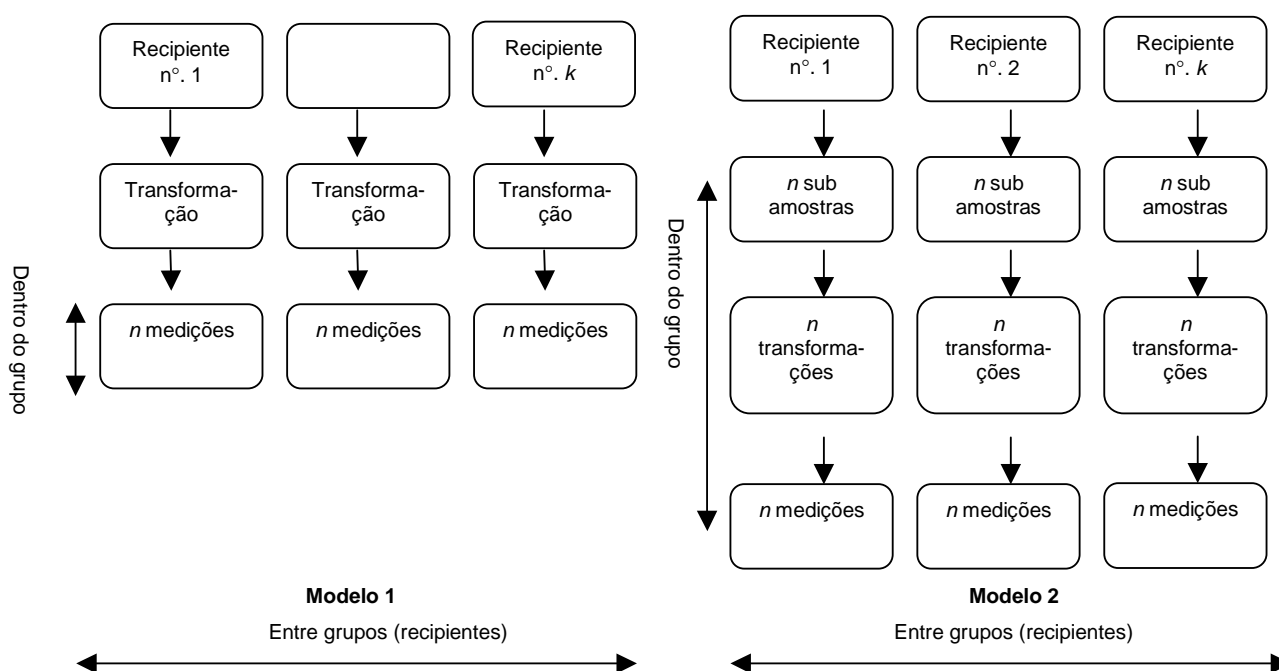 Recipiente
n°. 1
Recipiente
n°. k
Transforma-
ção
Transforma-
ção
Transforma-
ção
n medições
n medições
n medições
Dentro do grupo
Modelo 1
Entre grupos (recipientes)
Recipiente
n°. 1
Recipiente
n°. 2
Recipiente
n°. k
n sub
amostras
n sub
amostras
n sub
amostras
n
transforma-
ções
n
transforma-
ções
n
transforma-
ções
n medições
n medições
n medições
Dentro do grupo
Modelo 2
Entre grupos (recipientes)